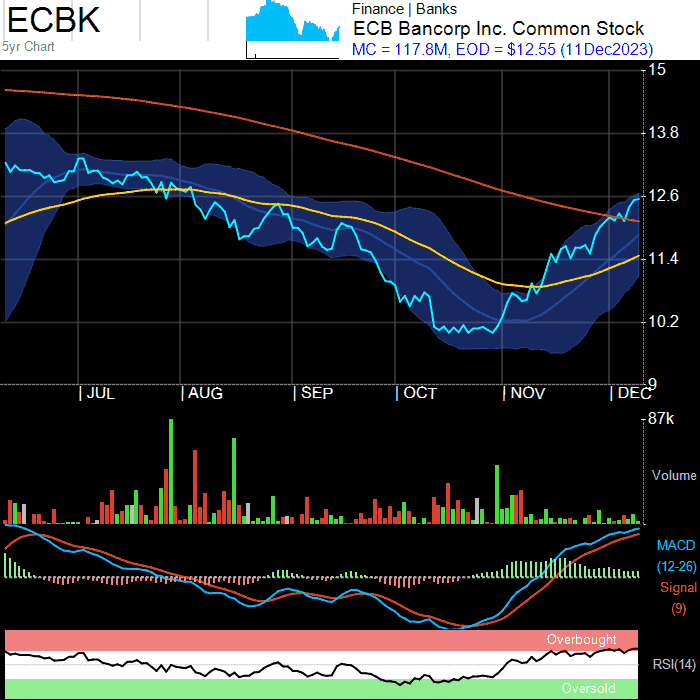 ECBK
5yr Chart
Finance | Banks
ECB Bancorp Inc. Common Stock
MC = 117.8M, EOD = $12.55 (11Dec2023)
15
13.8
12.6
11.4
10.2
9
JUL AUG SEP OCT NOV DEC
87k
Volume
MACD
(12-26)
Signal
(9)
Overbought
RSI(14)
Oversold